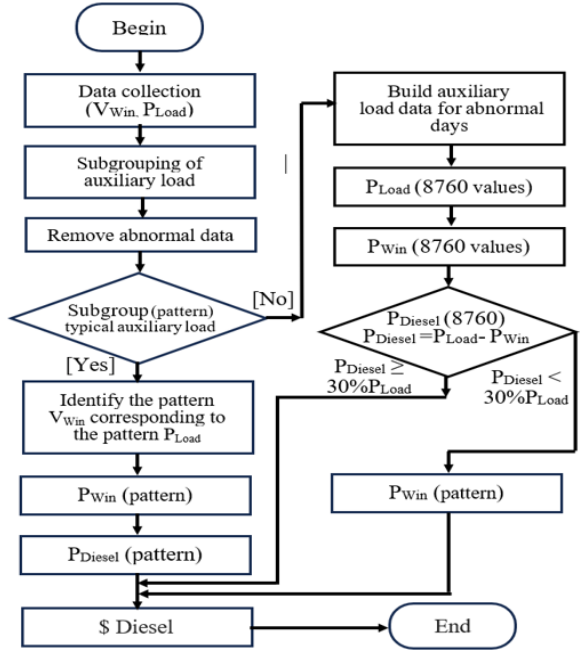 Begin
Data collection
(VWin, PLoad)
Subgrouping of
auxiliary load
Remove abnormal data
Subgroup (pattern)
typical auxiliary load
[No]
[Yes]
Identify the pattern
VWin corresponding to
the pattern PLoad
PWin (pattern)
PDiesel (pattern)
$ Diesel
End
Build auxiliary
load data for abnormal
days
PLoad (8760 values)
PWin (8760 values)
PDiesel (8760)
PDiesel =PLoad- PWin
PDiesel ≥
30%PLoad
PDiesel <
30%PLoad
PWin (pattern)